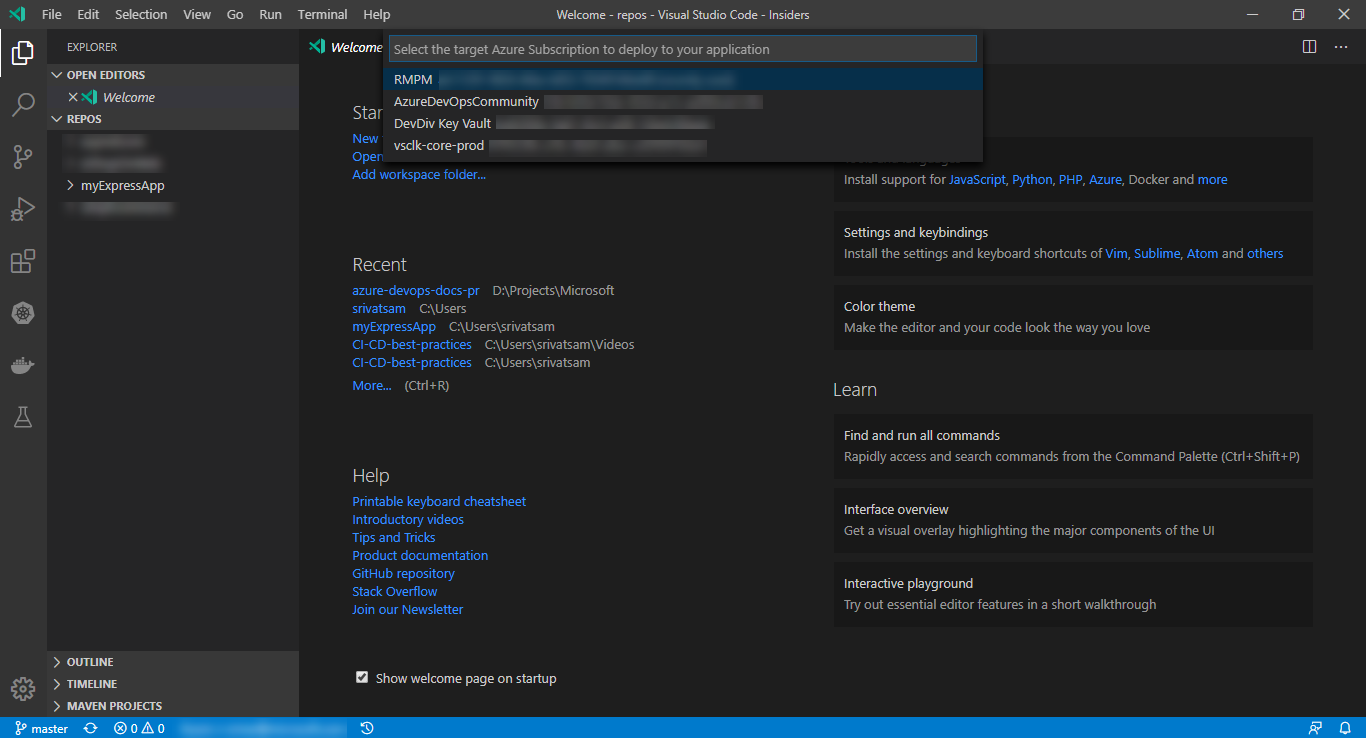 File Edit Selection View Go Run Terminal Help
Welcome - repos - Visual Studio Code - Insiders
EXPLORER
OPEN EDITORS
Welcome
REPOS
myExpressApp
OUTLINE
TIMELINE
MAVEN PROJECTS
Welcome
Select the target Azure Subscription to deploy to your application
RMPM
AzureDevOpsCommunity
DevDiv Key Vault
vsclk-core-prod
Star
New
Open
Add workspace folder...
Recent
azure-devops-docs-pr D:\Projects\Microsoft
srivatsam C:\Users
myExpressApp C:\Users\srivatsam
CI-CD-best-practices C:\Users\srivatsam\Videos
CI-CD-best-practices C:\Users\srivatsam
More... (Ctrl+R)
Help
Printable keyboard cheatsheet
Introductory videos
Tips and Tricks
Product documentation
GitHub repository
Stack Overflow
Join our Newsletter
Show welcome page on startup
Install support for JavaScript, Python, PHP, Azure, Docker and more
Settings and keybindings
Install the settings and keyboard shortcuts of Vim, Sublime, Atom and others
Color theme
Make the editor and your code look the way you love
Learn
Find and run all commands
Rapidly access and search commands from the Command Palette (Ctrl+Shift+P)
Interface overview
Get a visual overlay highlighting the major components of the UI
Interactive playground
Try out essential editor features in a short walkthrough
master
0 0